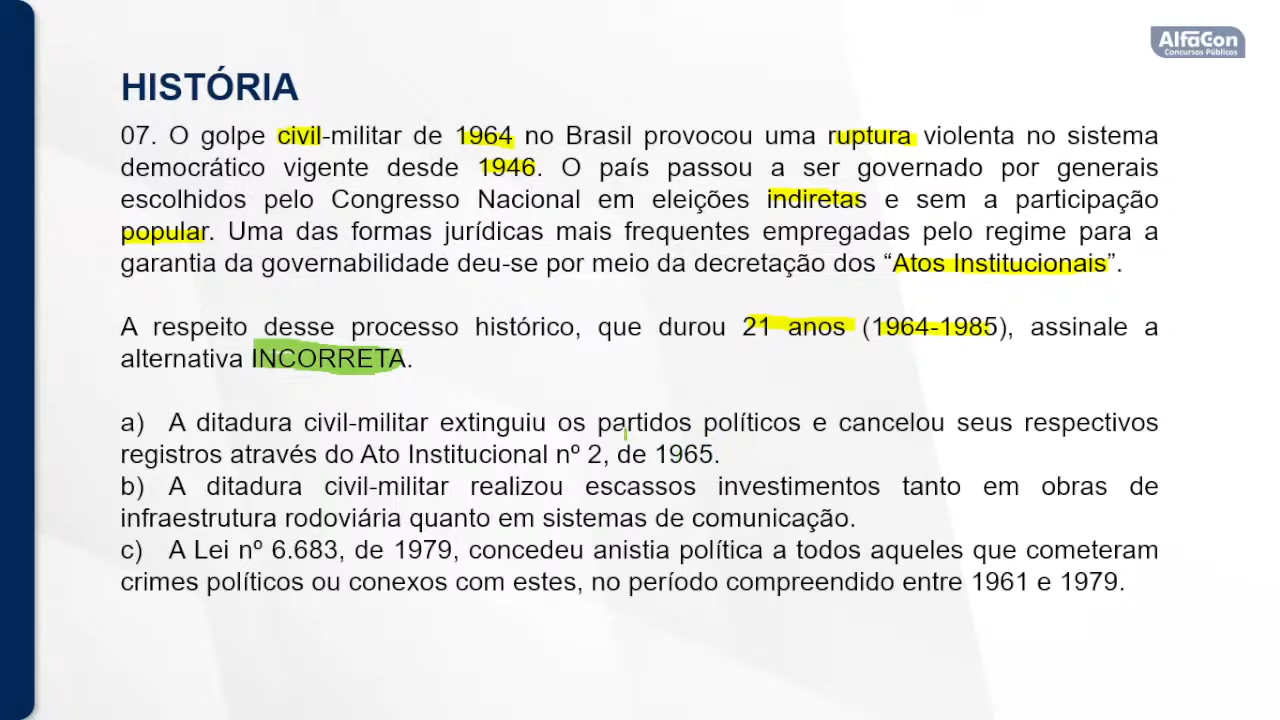 AlfaCon
Concursos Públicos
HISTÓRIA
07. O golpe civil-militar de 1964 no Brasil provocou uma ruptura violenta no sistema
democrático vigente desde 1946. O país passou a ser governado por generais
escolhidos pelo Congresso Nacional em eleições indiretas e sem a participação
popular. Uma das formas jurídicas mais frequentes empregadas pelo regime para a
garantia da governabilidade deu-se por meio da decretação dos “Atos Institucionais”.
A respeito desse processo histórico, que durou 21 anos (1964-1985), assinale a
alternativa INCORRETA.
a) A ditadura civil-militar extinguiu os partidos políticos e cancelou seus respectivos
registros através do Ato Institucional nº 2, de 1965.
b) A ditadura civil-militar realizou escassos investimentos tanto em obras de
infraestrutura rodoviária quanto em sistemas de comunicação.
c) A Lei nº 6.683, de 1979, concedeu anistia política a todos aqueles que cometeram
crimes políticos ou conexos com estes, no período compreendido entre 1961 e 1979.